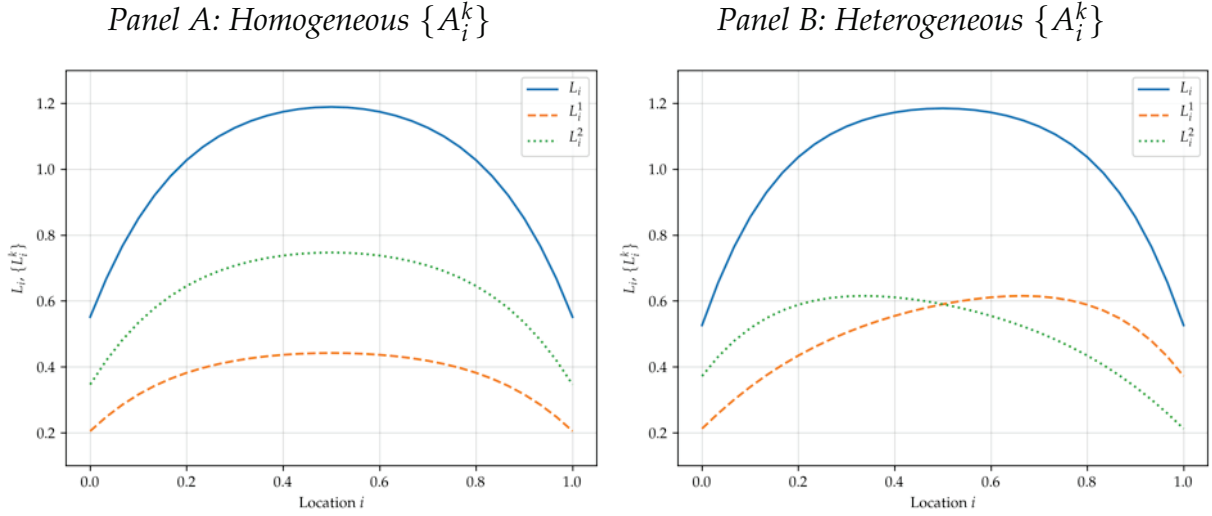 Panel A: Homogeneous {A_i^k}
1.2
1.0
0.8
0.6
0.4
0.2
L_i, {L_i^k}
0.0 0.2 0.4 0.6 0.8 1.0
Location i
L_i
L_i^1
L_i^2
Panel B: Heterogeneous {A_i^k}
1.2
1.0
0.8
0.6
0.4
0.2
L_i, {L_i^k}
0.0 0.2 0.4 0.6 0.8 1.0
Location i
L_i
L_i^1
L_i^2